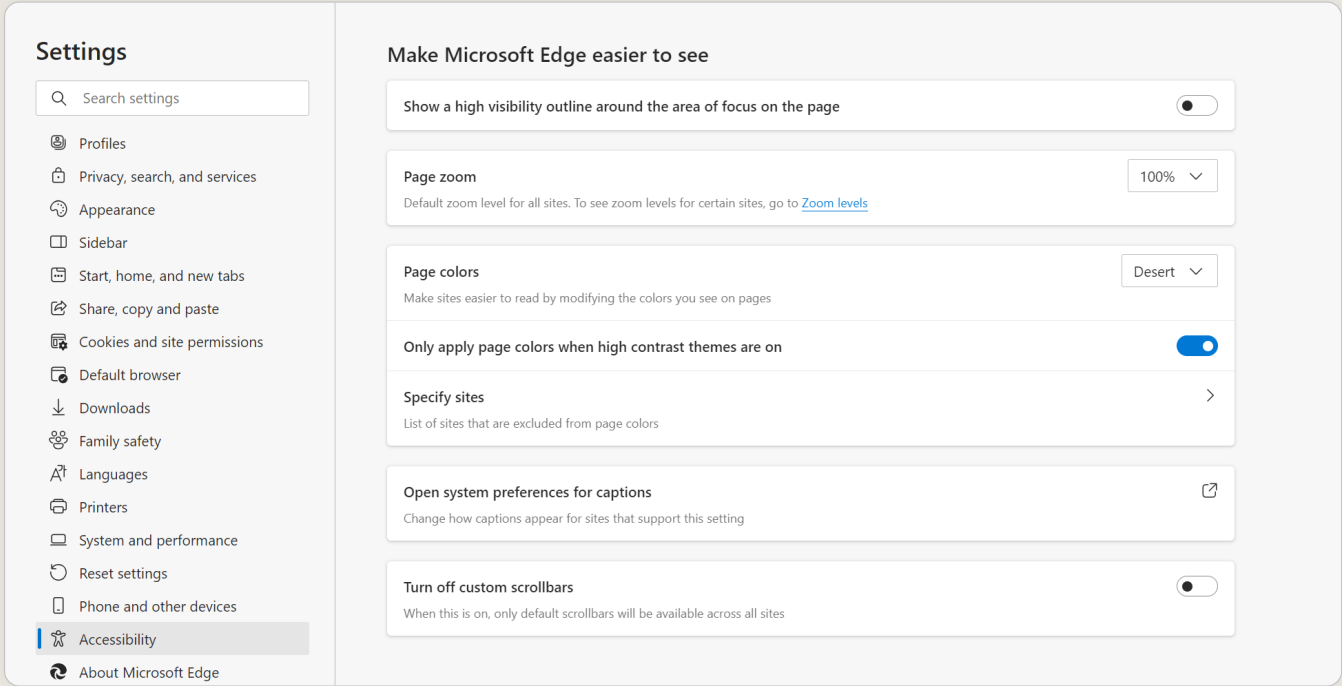 Settings
Search settings
Profiles
Privacy, search, and services
Appearance
Sidebar
Start, home, and new tabs
Share, copy and paste
Cookies and site permissions
Default browser
Downloads
Family safety
Languages
Printers
System and performance
Reset settings
Phone and other devices
Accessibility
About Microsoft Edge
Make Microsoft Edge easier to see
Show a high visibility outline around the area of focus on the page
Page zoom
100%
Default zoom level for all sites. To see zoom levels for certain sites, go to Zoom levels
Page colors
Desert
Make sites easier to read by modifying the colors you see on pages
Only apply page colors when high contrast themes are on
Specify sites
List of sites that are excluded from page colors
Open system preferences for captions
Change how captions appear for sites that support this setting
Turn off custom scrollbars
When this is on, only default scrollbars will be available across all sites